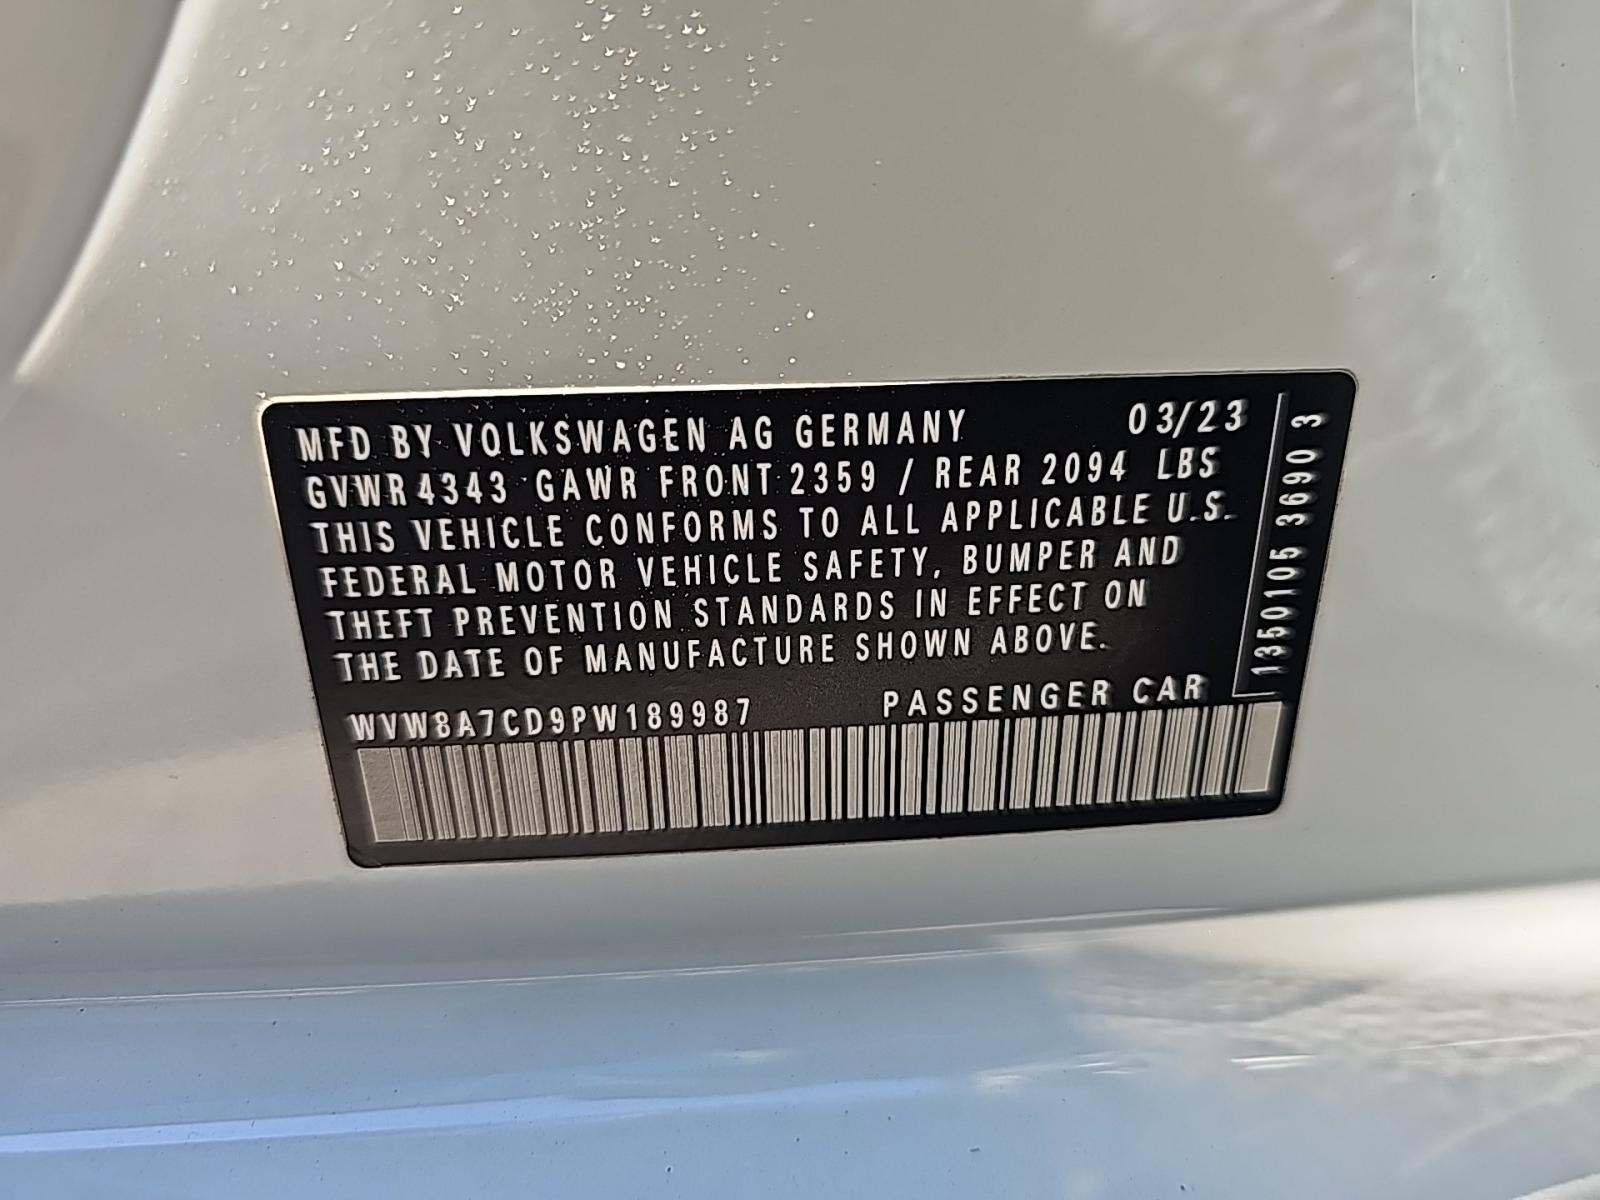 MFD BY VOLKSWAGEN AG GERMANY 03/23
GVWR 4343 GAWR FRONT 2359 / REAR 2094 LBS
THIS VEHICLE CONFORMS TO ALL APPLICABLE U.S.
FEDERAL MOTOR VEHICLE SAFETY, BUMPER AND
THEFT PREVENTION STANDARDS IN EFFECT ON
THE DATE OF MANUFACTURE SHOWN ABOVE.
WVW8A7CD9PW189987 PASSENGER CAR
1350105 3690 3